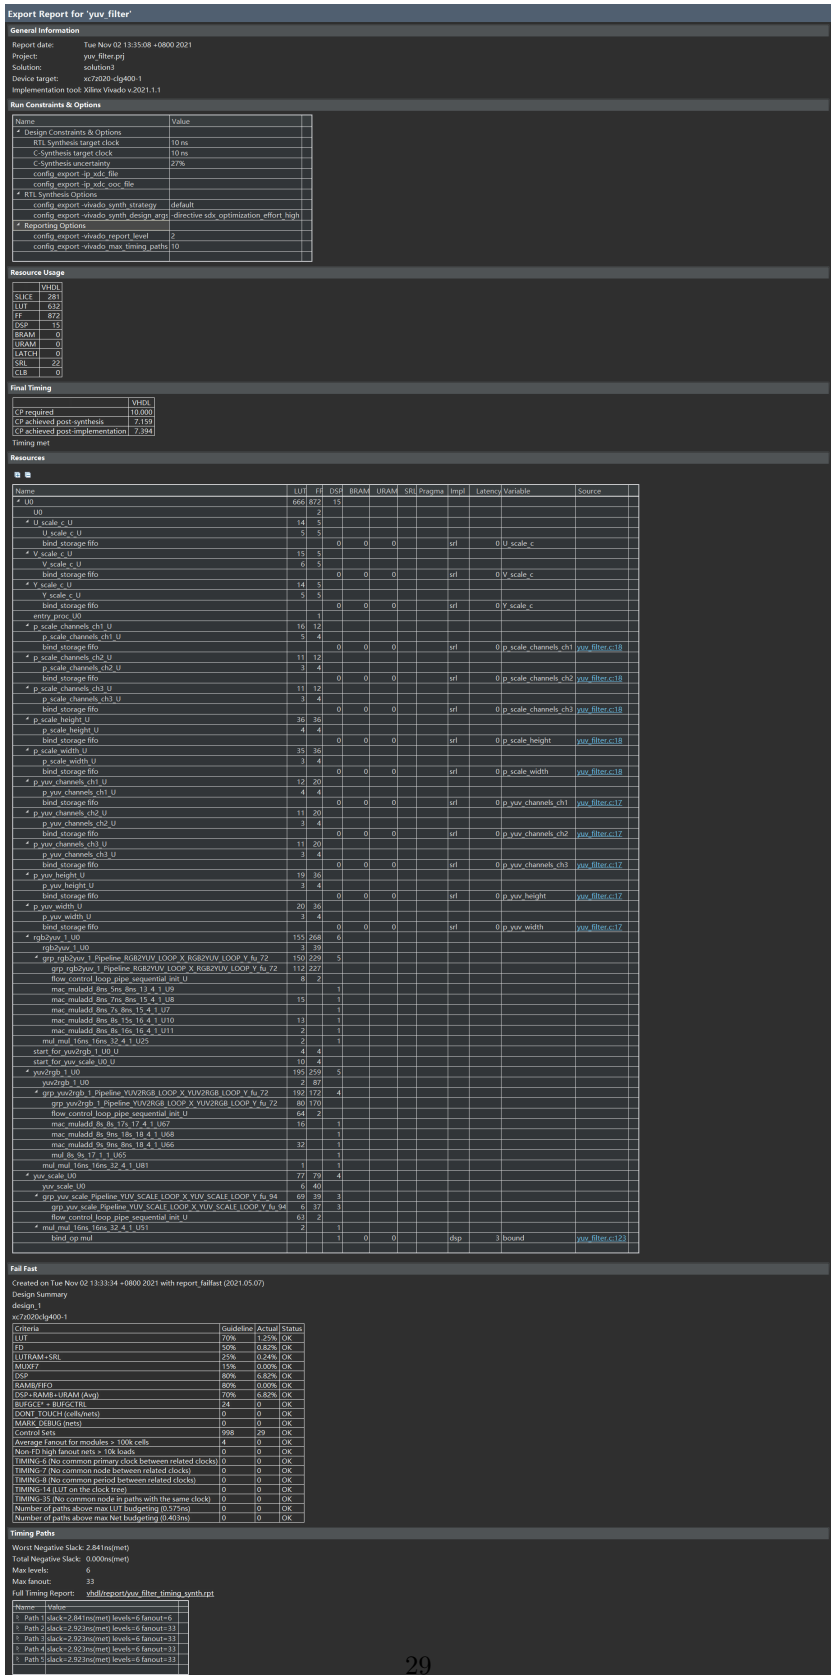 Export Report for 'yuv_filter'
General Information
Report date: Tue Nov 02 13:35:08 +0800 2021
Project: yuv_filter.prj
Solution: solution3
Device target: xc7z020-clg400-1
Implementation tool: Xilinx Vivado v.2021.1.1
Run Constraints & Options
Name Value
Design Constraints & Options
RTL Synthesis target clock 10 ns
C-Synthesis target clock 10 ns
C-Synthesis uncertainty 27%
config_export -ip_xdc_file
config_export -ip_xdc_ooc_file
RTL Synthesis Options
config_export -vivado_synth_strategy default
config_export -vivado_synth_design_args -directive sdx_optimization_effort_high
Reporting Options
config_export -vivado_report_level 2
config_export -vivado_max_timing_paths 10
Resource Usage
VHDL
SLICE 281
LUT 632
FF 872
DSP 15
BRAM 0
URAM 0
LATCH 0
SRL 22
CLB 0
Final Timing
VHDL
CP required 10.000
CP achieved post-synthesis 7.159
CP achieved post-implementation 7.394
Timing met
Resources
Name LUT FF DSP BRAM URAM SRL Pragma Impl Latency Variable Source
U0 666 872 15
U0 2
U_scale_c_U 14 5
U_scale_c_U 5 5
bind_storage fifo 0 0 0 srl 0 U_scale_c
V_scale_c_U 15 5
V_scale_c_U 6 5
bind_storage fifo 0 0 0 srl 0 V_scale_c
Y_scale_c_U 14 5
Y_scale_c_U 5 5
bind_storage fifo 0 0 0 srl 0 Y_scale_c
entry_proc_U0 1
p_scale_channels_ch1_U 16 12
p_scale_channels_ch1_U 5 4
bind_storage fifo 0 0 0 srl 0 p_scale_channels_ch1 yuv_filter.c:18
p_scale_channels_ch2_U 11 12
p_scale_channels_ch2_U 3 4
bind_storage fifo 0 0 0 srl 0 p_scale_channels_ch2 yuv_filter.c:18
p_scale_channels_ch3_U 11 12
p_scale_channels_ch3_U 3 4
bind_storage fifo 0 0 0 srl 0 p_scale_channels_ch3 yuv_filter.c:18
p_scale_height_U 36 36
p_scale_height_U 4 4
bind_storage fifo 0 0 0 srl 0 p_scale_height yuv_filter.c:18
p_scale_width_U 35 36
p_scale_width_U 3 4
bind_storage fifo 0 0 0 srl 0 p_scale_width yuv_filter.c:18
p_yuv_channels_ch1_U 12 20
p_yuv_channels_ch1_U 4 4
bind_storage fifo 0 0 0 srl 0 p_yuv_channels_ch1 yuv_filter.c:17
p_yuv_channels_ch2_U 11 20
p_yuv_channels_ch2_U 3 4
bind_storage fifo 0 0 0 srl 0 p_yuv_channels_ch2 yuv_filter.c:17
p_yuv_channels_ch3_U 11 20
p_yuv_channels_ch3_U 3 4
bind_storage fifo 0 0 0 srl 0 p_yuv_channels_ch3 yuv_filter.c:17
p_yuv_height_U 19 36
p_yuv_height_U 3 4
bind_storage fifo 0 0 0 srl 0 p_yuv_height yuv_filter.c:17
p_yuv_width_U 20 36
p_yuv_width_U 3 4
bind_storage fifo 0 0 0 srl 0 p_yuv_width yuv_filter.c:17
rgb2yuv_1_U0 155 268 6
rgb2yuv_1_U0 3 39
grp_rgb2yuv_1_Pipeline_RGB2YUV_LOOP_X_RGB2YUV_LOOP_Y_fu_72 150 229 5
grp_rgb2yuv_1_Pipeline_RGB2YUV_LOOP_X_RGB2YUV_LOOP_Y_fu_72 112 227
flow_control_loop_pipe_sequential_init_U 8 2
mac_muladd_8ns_5ns_8ns_13_4_1_U9 1
mac_muladd_8ns_7ns_8ns_15_4_1_U8 15 1
mac_muladd_8ns_7s_8ns_15_4_1_U7 1
mac_muladd_8ns_8s_15s_16_4_1_U10 13 1
mac_muladd_8ns_8s_16s_16_4_1_U11 2 1
mul_mul_16ns_16ns_32_4_1_U25 2 1
start_for_yuv2rgb_1_U0_U 4 4
start_for_yuv_scale_U0_U 10 4
yuv2rgb_1_U0 195 259 5
yuv2rgb_1_U0 2 87
grp_yuv2rgb_1_Pipeline_YUV2RGB_LOOP_X_YUV2RGB_LOOP_Y_fu_72 192 172 4
grp_yuv2rgb_1_Pipeline_YUV2RGB_LOOP_X_YUV2RGB_LOOP_Y_fu_72 80 170
flow_control_loop_pipe_sequential_init_U 64 2
mac_muladd_8s_8s_17s_17_4_1_U67 16 1
mac_muladd_8s_9ns_18s_18_4_1_U68 1
mac_muladd_9s_9ns_8ns_18_4_1_U66 32 1
mul_8s_9s_17_1_1_U65 1
mul_mul_16ns_16ns_32_4_1_U81 1 1
yuv_scale_U0 77 79 4
yuv_scale_U0 6 40
grp_yuv_scale_Pipeline_YUV_SCALE_LOOP_X_YUV_SCALE_LOOP_Y_fu_94 69 39 3
grp_yuv_scale_Pipeline_YUV_SCALE_LOOP_X_YUV_SCALE_LOOP_Y_fu_94 6 37 3
flow_control_loop_pipe_sequential_init_U 63 2
mul_mul_16ns_16ns_32_4_1_U51 2 1
bind_op mul 1 0 0 dsp 3 bound yuv_filter.c:123
Fail Fast
Created on Tue Nov 02 13:33:34 +0800 2021 with report_failfast (2021.05.07)
Design Summary
design_1
xc7z020clg400-1
Criteria Guideline Actual Status
LUT 70% 1.25% OK
FD 50% 0.82% OK
LUTRAM+SRL 25% 0.24% OK
MUXF7 15% 0.00% OK
DSP 80% 6.82% OK
RAMB/FIFO 80% 0.00% OK
DSP+RAMB+URAM (Avg) 70% 6.82% OK
BUFGCE* + BUFGCTRL 24 0 OK
DONT_TOUCH (cells/nets) 0 0 OK
MARK_DEBUG (nets) 0 0 OK
Control Sets 998 29 OK
Average Fanout for modules > 100k cells 4 0 OK
Non-FD high fanout nets > 10k loads 0 0 OK
TIMING-6 (No common primary clock between related clocks) 0 0 OK
TIMING-7 (No common node between related clocks) 0 0 OK
TIMING-8 (No common period between related clocks) 0 0 OK
TIMING-14 (LUT on the clock tree) 0 0 OK
TIMING-35 (No common node in paths with the same clock) 0 0 OK
Number of paths above max LUT budgeting (0.575ns) 0 0 OK
Number of paths above max Net budgeting (0.403ns) 0 0 OK
Timing Paths
Worst Negative Slack: 2.841ns(met)
Total Negative Slack: 0.000ns(met)
Max levels: 6
Max fanout: 33
Full Timing Report: vhdl/report/yuv_filter_timing_synth.rpt
Name Value
Path 1 slack=2.841ns(met) levels=6 fanout=6
Path 2 slack=2.923ns(met) levels=6 fanout=33
Path 3 slack=2.923ns(met) levels=6 fanout=33
Path 4 slack=2.923ns(met) levels=6 fanout=33
Path 5 slack=2.923ns(met) levels=6 fanout=33
29